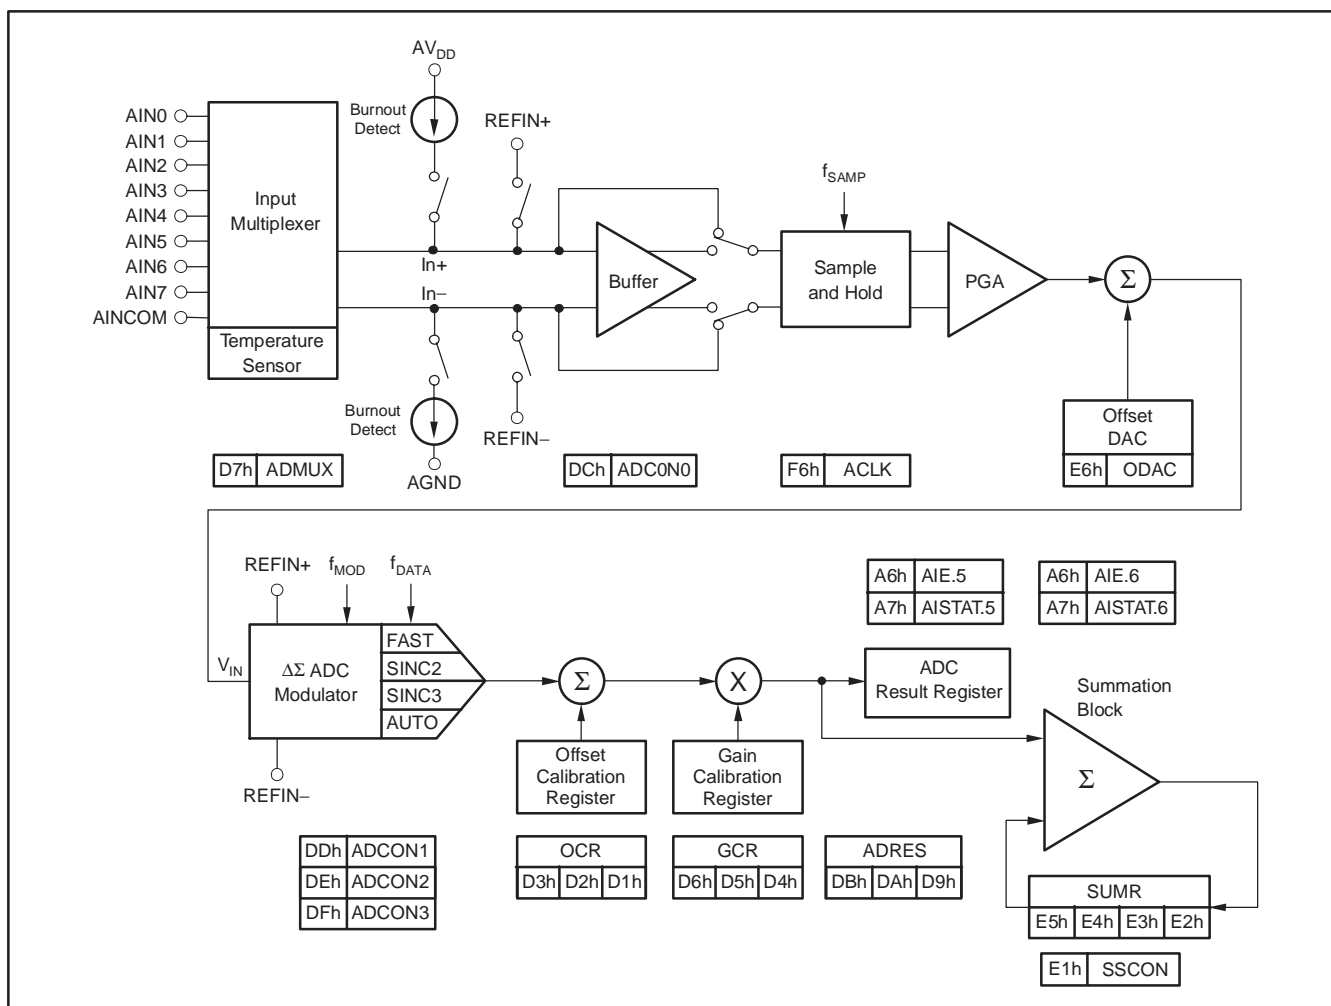 AVDD
Burnout
Detect
REFIN+
AIN0
AIN1
AIN2
AIN3
AIN4
AIN5
AIN6
AIN7
AINCOM
Input
Multiplexer
Temperature
Sensor
In+
In−
Buffer
fSAMP
Sample
and Hold
PGA
Σ
Burnout
Detect
REFIN−
AGND
Offset
DAC
E6h ODAC
D7h ADMUX
DCh ADC0N0
F6h ACLK
REFIN+
fMOD
fDATA
VIN
ΔΣ ADC
Modulator
FAST
SINC2
SINC3
AUTO
REFIN−
Σ
X
A6h AIE.5
A7h AISTAT.5
A6h AIE.6
A7h AISTAT.6
ADC
Result Register
Summation
Block
Σ
Offset
Calibration
Register
Gain
Calibration
Register
DDh ADCON1
DEh ADCON2
DFh ADCON3
OCR
D3h D2h D1h
GCR
D6h D5h D4h
ADRES
DBh DAh D9h
SUMR
E5h E4h E3h E2h
E1h SSCON